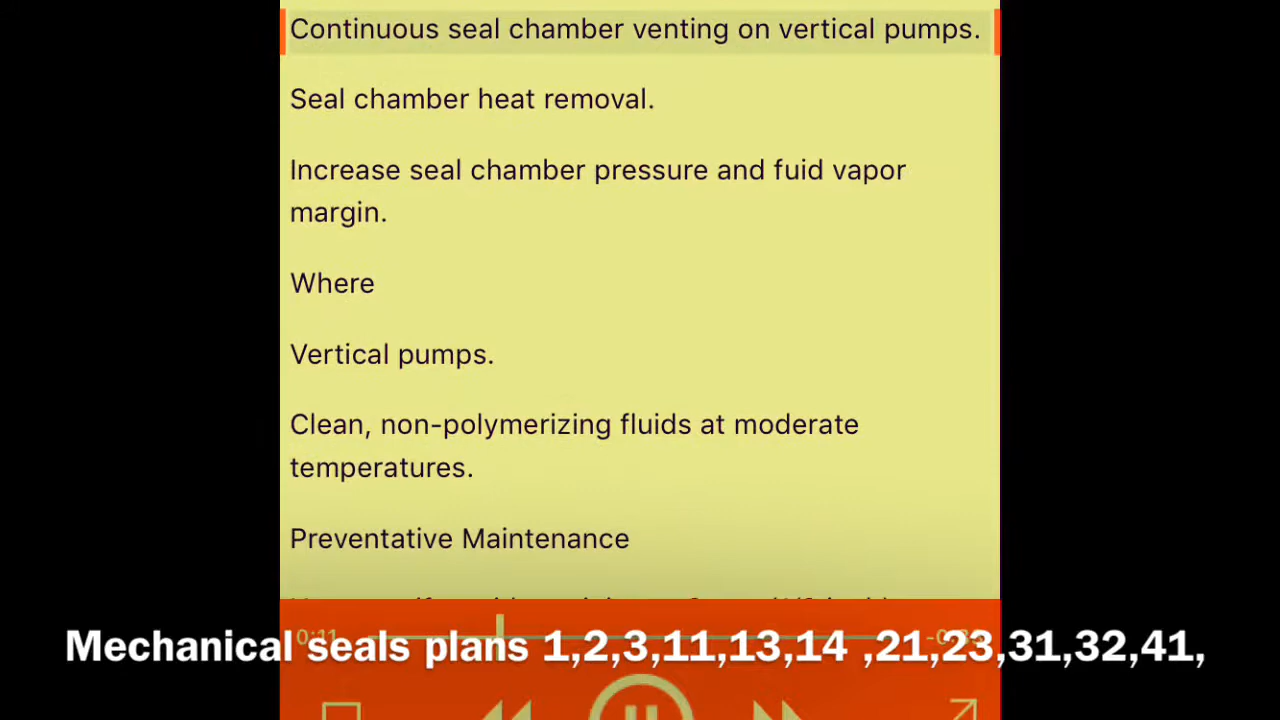 Continuous seal chamber venting on vertical pumps.
Seal chamber heat removal.
Increase seal chamber pressure and fuid vapor
margin.
Where
Vertical pumps.
Clean, non-polymerizing fluids at moderate
temperatures.
Preventative Maintenance
0:11
Mechanical seals plans 1,2,3,11,13,14 ,21,23,31,32,41,